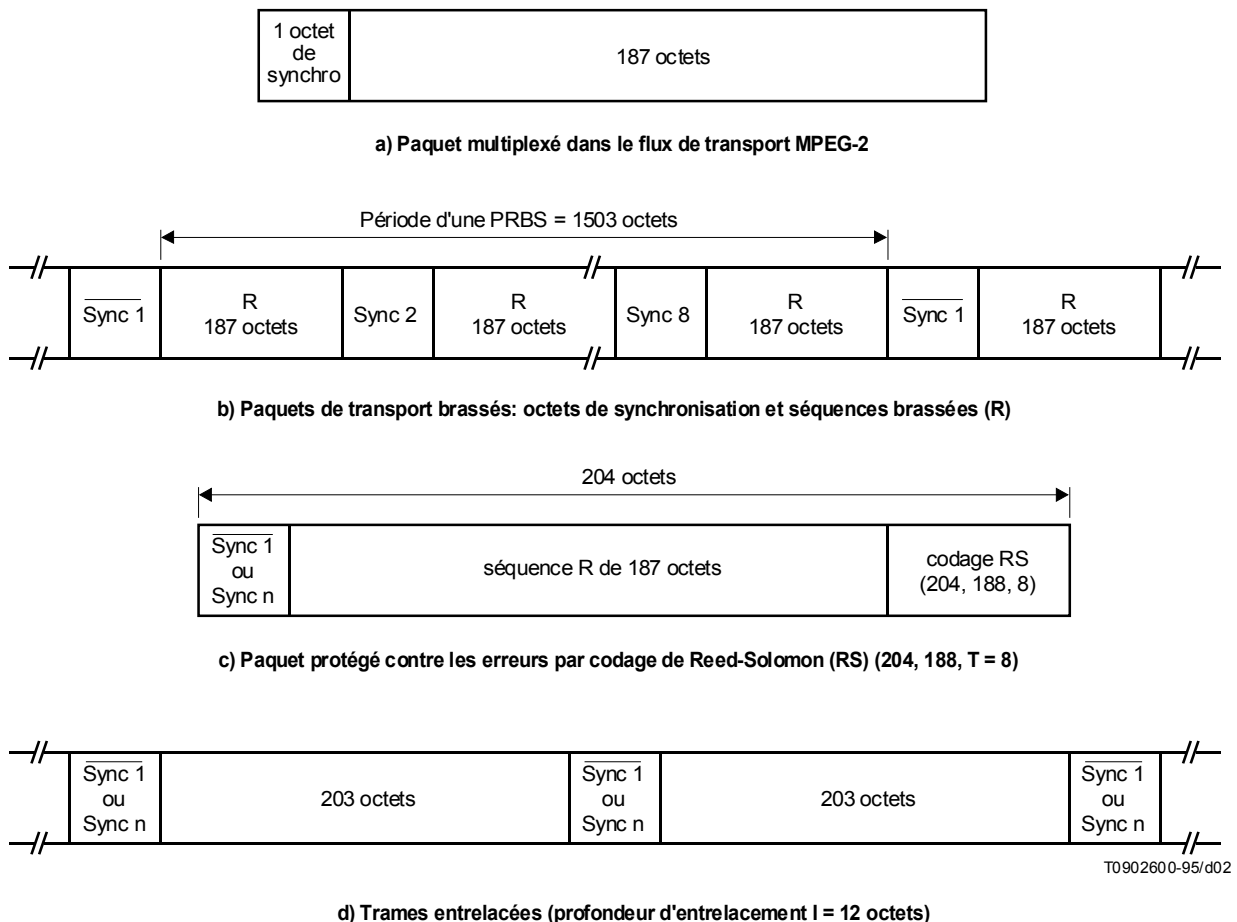 1 octet
de
synchro
187 octets
a) Paquet multiplexé dans le flux de transport MPEG-2
Période d'une PRBS = 1503 octets
Sync 1
R
187 octets
Sync 2
R
187 octets
Sync 8
R
187 octets
Sync 1
R
187 octets
b) Paquets de transport brassés: octets de synchronisation et séquences brassées (R)
204 octets
Sync 1
ou
Sync n
séquence R de 187 octets
codage RS
(204, 188, 8)
c) Paquet protégé contre les erreurs par codage de Reed-Solomon (RS) (204, 188, T = 8)
Sync 1
ou
Sync n
203 octets
Sync 1
ou
Sync n
203 octets
Sync 1
ou
Sync n
T0902600-95/d02
d) Trames entrelacées (profondeur d'entrelacement I = 12 octets)